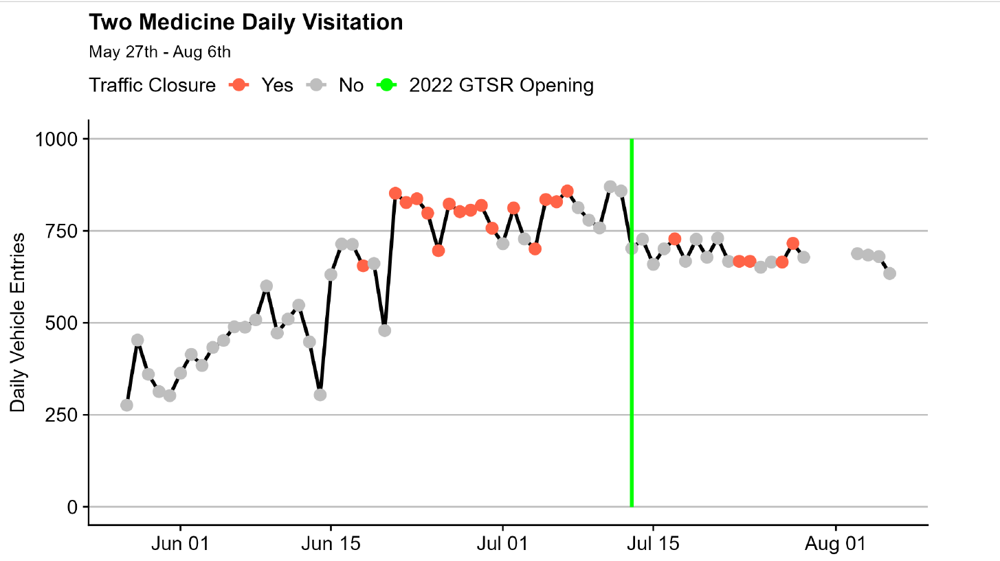 Two Medicine Daily Visitation
May 27th - Aug 6th
Traffic Closure Yes No 2022 GTSR Opening
Daily Vehicle Entries
1000
750
500
250
0
Jun 01 Jun 15 Jul 01 Jul 15 Aug 01